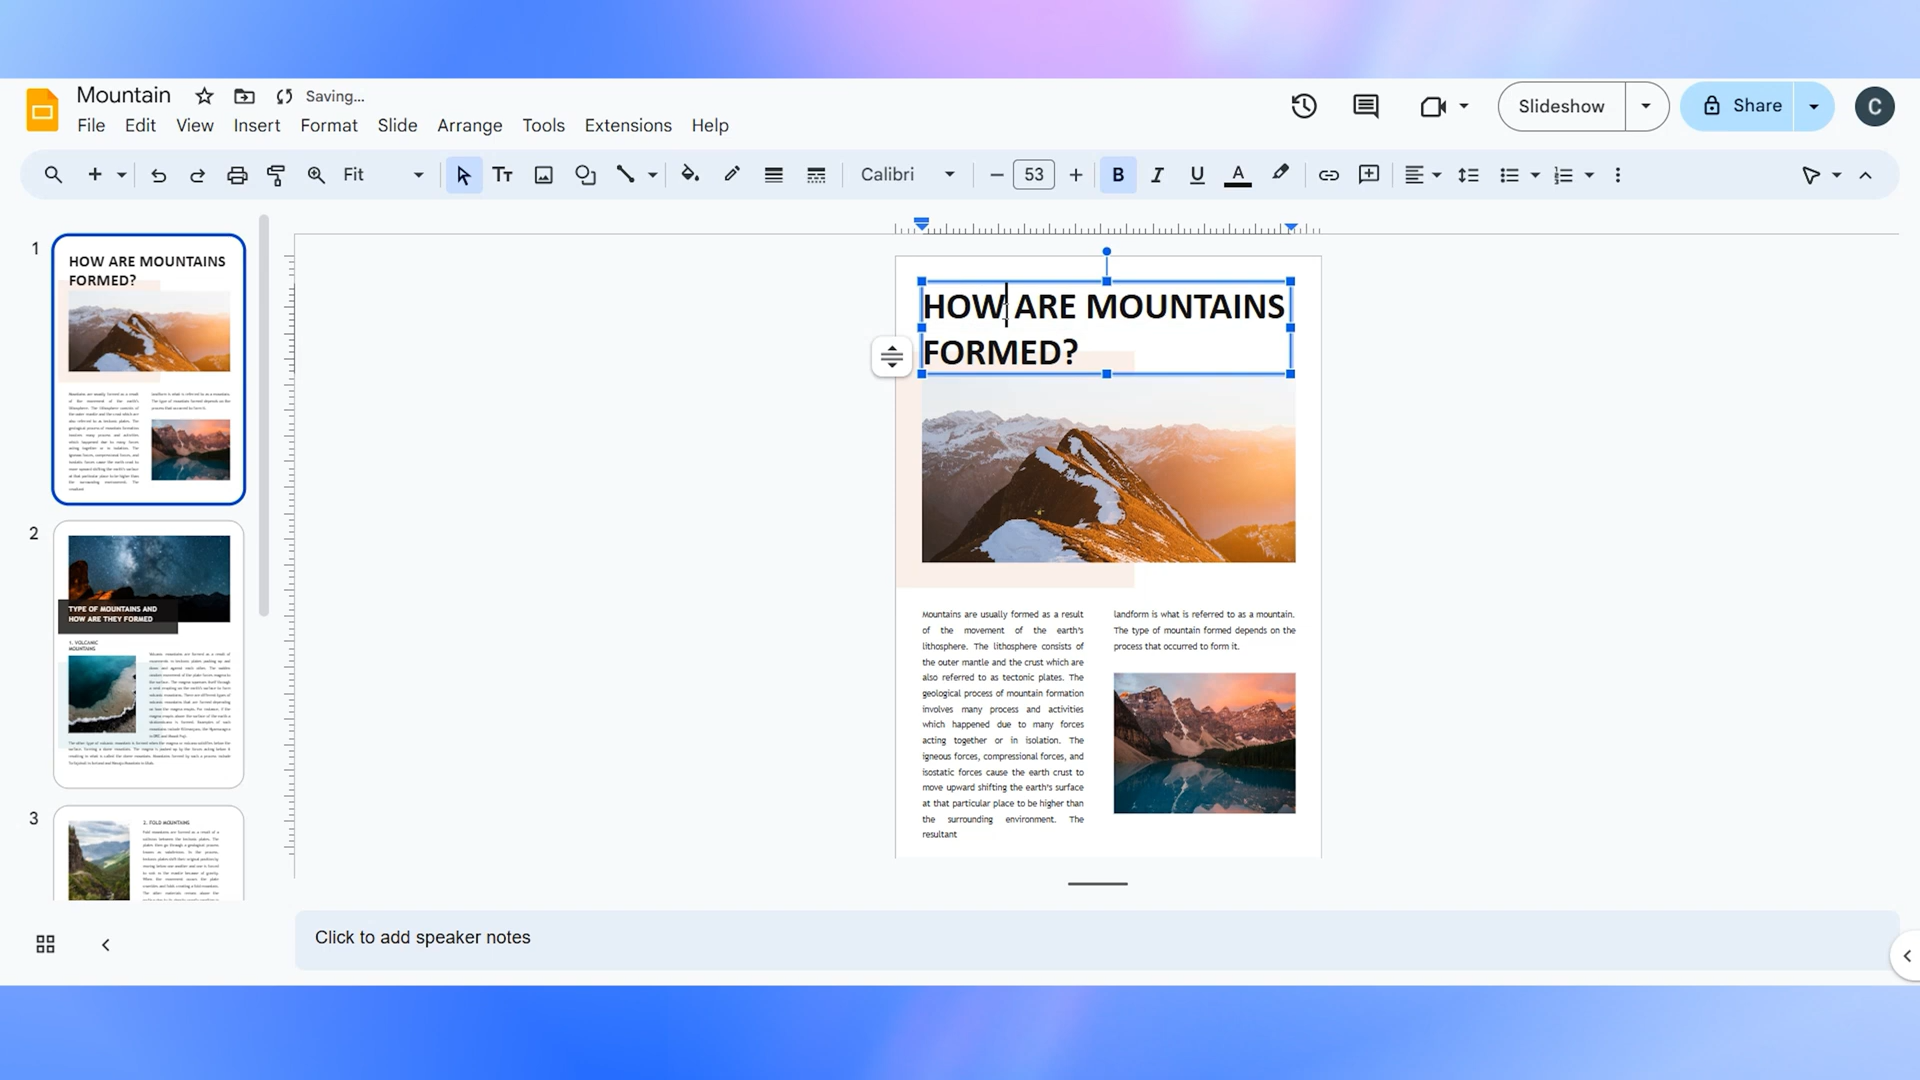 Mountain
Saving...
File Edit View Insert Format Slide Arrange Tools Extensions Help
Slideshow
Share
C
Fit
Calibri
53
B
1
HOW ARE MOUNTAINS
FORMED?
2
TYPE OF MOUNTAINS AND
HOW ARE THEY FORMED
1. VOLCANIC
MOUNTAINS
3
2. FOLD MOUNTAINS
HOW ARE MOUNTAINS
FORMED?
Mountains are usually formed as a result
of the movement of the earth's
lithosphere. The lithosphere consists of
the outer mantle and the crust which are
also referred to as tectonic plates. The
geological process of mountain formation
involves many process and activities
which happened due to many forces
acting together or in isolation. The
igneous forces, compressional forces, and
isostatic forces cause the earth crust to
move upward shifting the earth's surface
at that particular place to be higher than
the surrounding environment. The
resultant
landform is what is referred to as a mountain.
The type of mountain formed depends on the
process that occurred to form it.
Click to add speaker notes